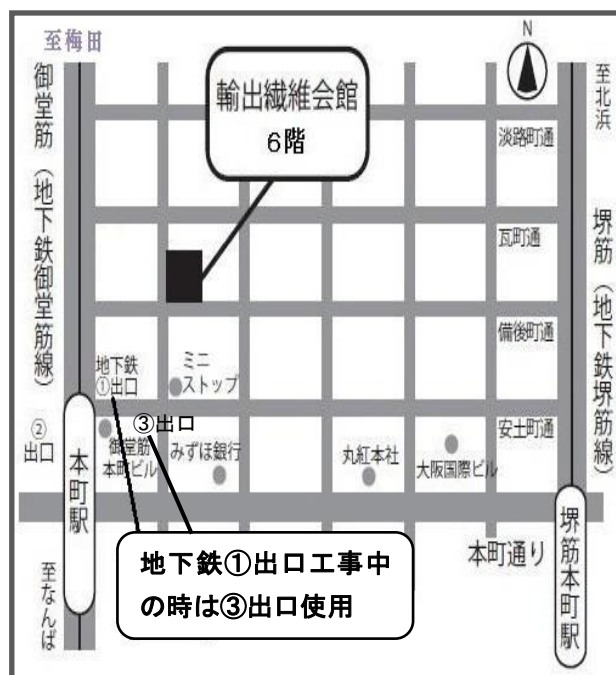 至梅田
N
御堂筋（地下鉄御堂筋線）
輸出繊維会館
6階
至北浜
淡路町通
瓦町通
堺筋（地下鉄堺筋線）
備後町通
地下鉄
①出口
ミニ
ストップ
②
出口
③出口
御堂筋
本町ビル
みずほ銀行
丸紅本社
大阪国際ビル
安土町通
本町駅
地下鉄①出口工事中
の時は③出口使用
本町通り
堺筋本町駅
至なんば